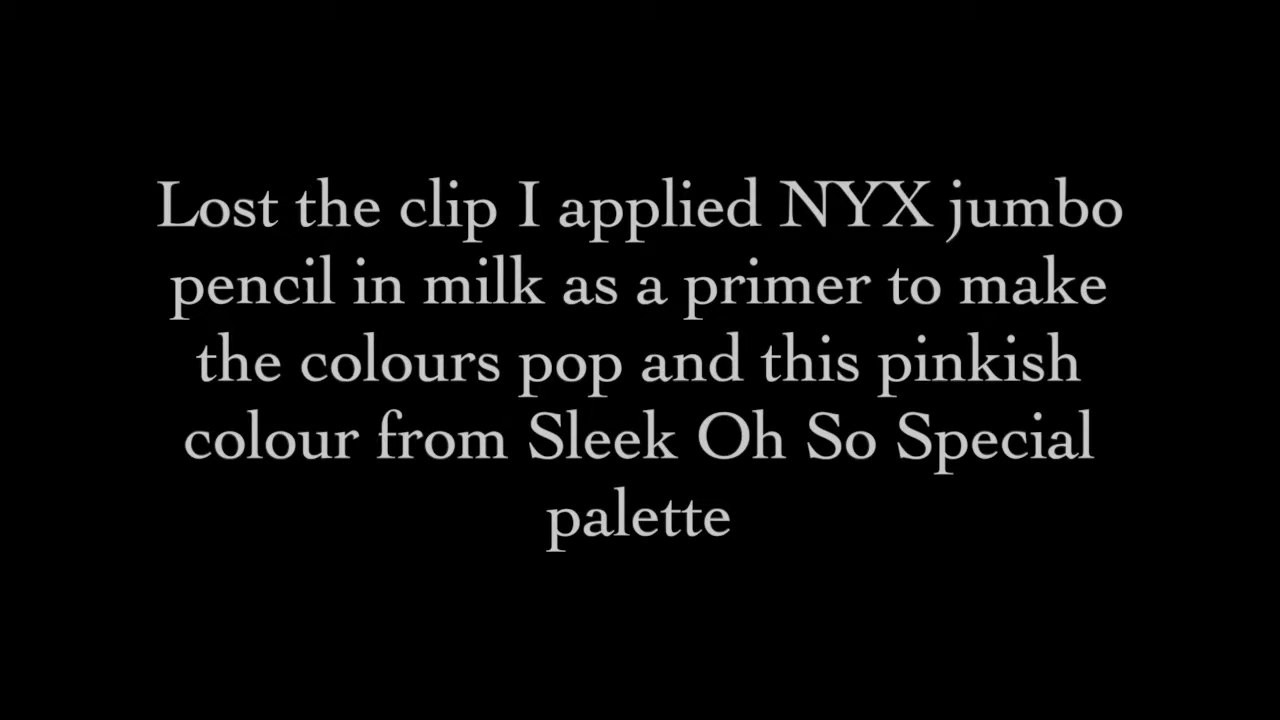 Lost the clip I applied NYX jumbo
pencil in milk as a primer to make
the colours pop and this pinkish
colour from Sleek Oh So Special
palette